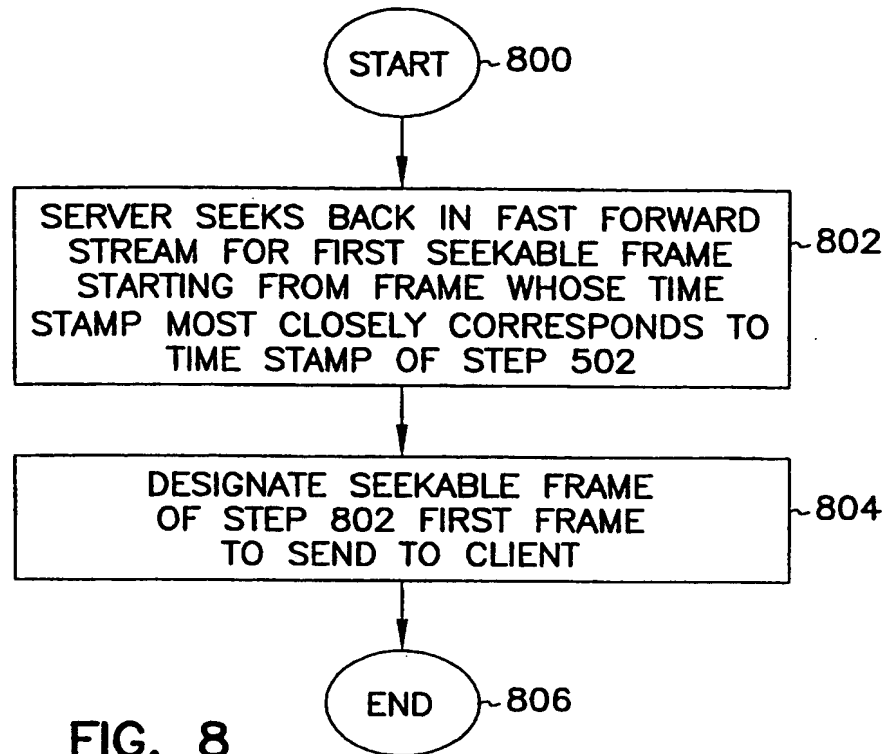 START
800
SERVER SEEKS BACK IN FAST FORWARD
STREAM FOR FIRST SEEKABLE FRAME
STARTING FROM FRAME WHOSE TIME
STAMP MOST CLOSELY CORRESPONDS TO
TIME STAMP OF STEP 502
802
DESIGNATE SEEKABLE FRAME
OF STEP 802 FIRST FRAME
TO SEND TO CLIENT
804
END
806
FIG. 8